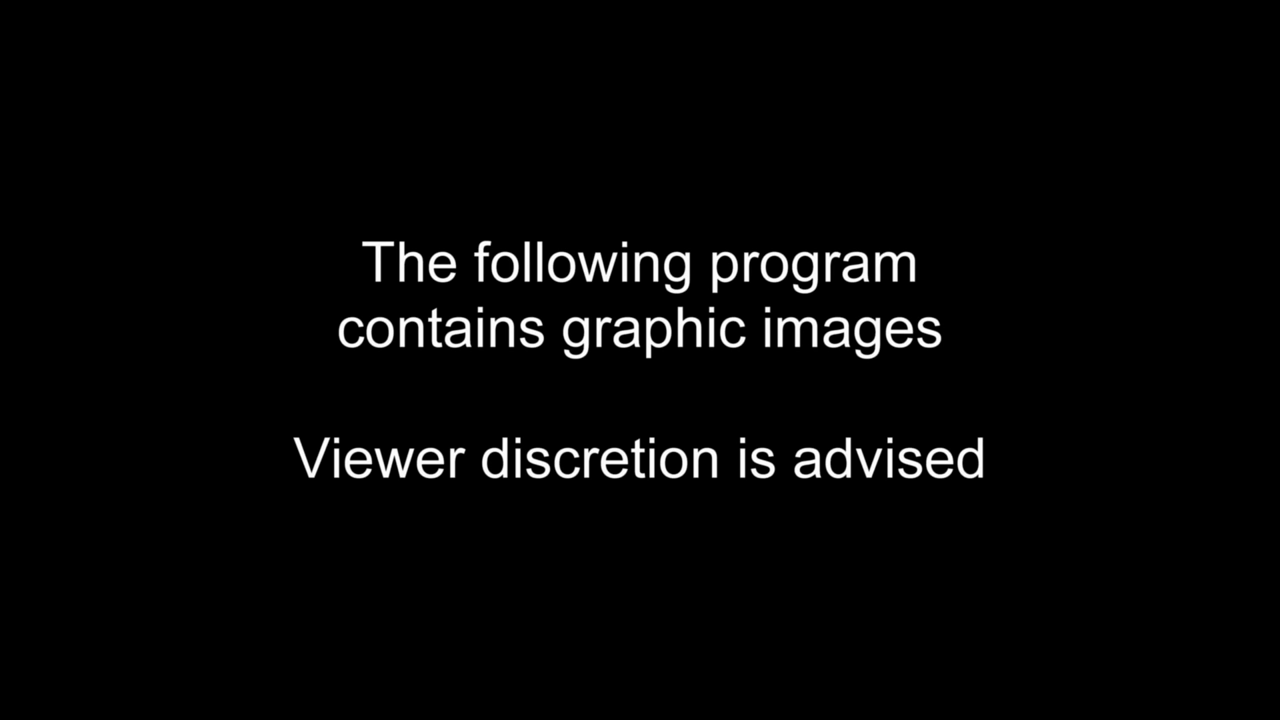 The following program
contains graphic images
Viewer discretion is advised